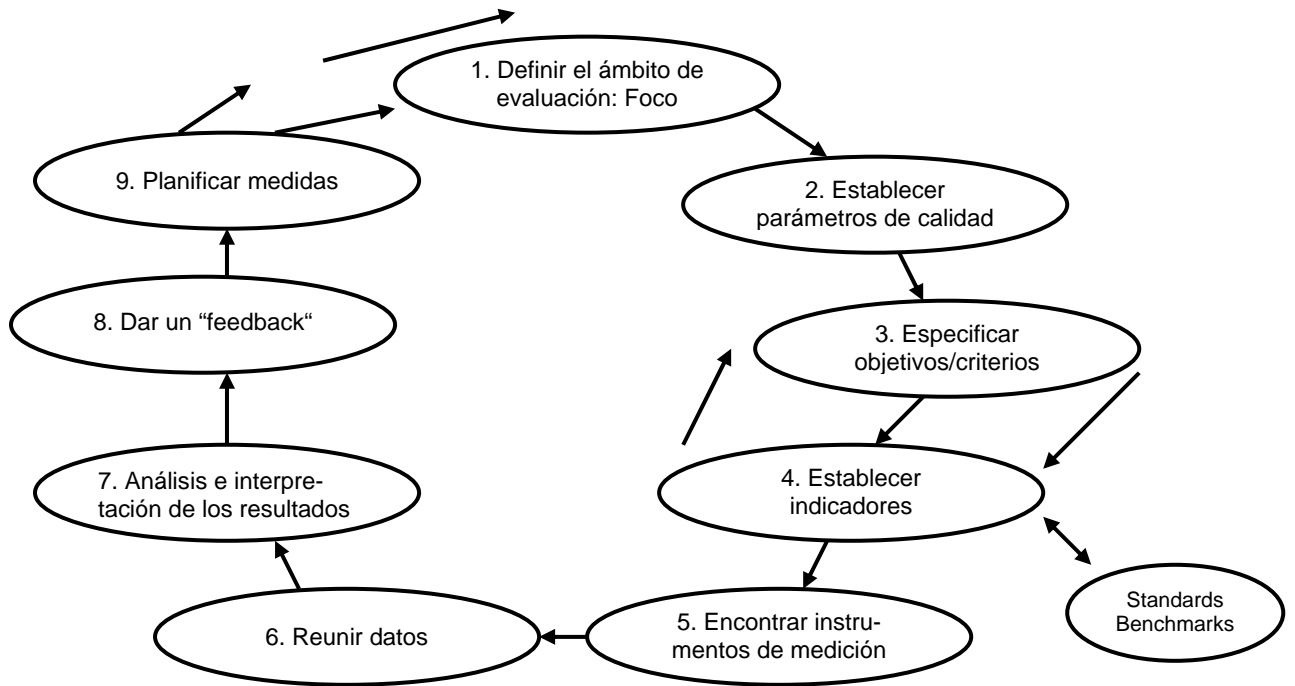 1. Definir el ámbito de
evaluación: Foco
2. Establecer
parámetros de calidad
3. Especificar
objetivos/criterios
4. Establecer
indicadores
Standards
Benchmarks
5. Encontrar instru-
mentos de medición
6. Reunir datos
7. Análisis e interpre-
tación de los resultados
8. Dar un “feedback“
9. Planificar medidas